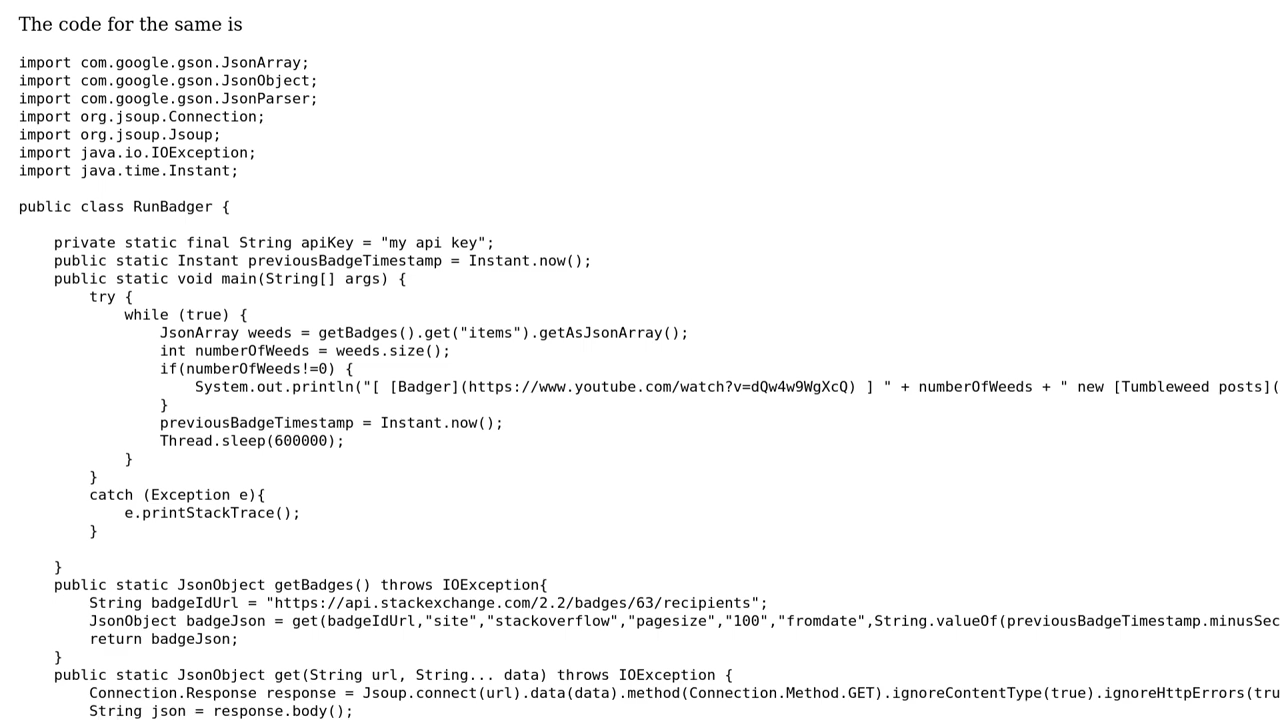 The code for the same is
import com.google.gson.JsonArray;
import com.google.gson.JsonObject;
import com.google.gson.JsonParser;
import org.jsoup.Connection;
import org.jsoup.Jsoup;
import java.io.IOException;
import java.time.Instant;
public class RunBadger {
    private static final String apiKey = "my api key";
    public static Instant previousBadgeTimestamp = Instant.now();
    public static void main(String[] args) {
        try {
            while (true) {
                JsonArray weeds = getBadges().get("items").getAsJsonArray();
                int numberOfWeeds = weeds.size();
                if(numberOfWeeds!=0) {
                    System.out.println("[ [Badger](https://www.youtube.com/watch?v=dQw4w9WgXcQ) ] " + numberOfWeeds + " new [Tumbleweed posts](
                }
                previousBadgeTimestamp = Instant.now();
                Thread.sleep(600000);
            }
        }
        catch (Exception e){
            e.printStackTrace();
        }
    }
    public static JsonObject getBadges() throws IOException{
        String badgeIdUrl = "https://api.stackexchange.com/2.2/badges/63/recipients";
        JsonObject badgeJson = get(badgeIdUrl,"site","stackoverflow","pagesize","100","fromdate",String.valueOf(previousBadgeTimestamp.minusSec
        return badgeJson;
    }
    public static JsonObject get(String url, String... data) throws IOException {
        Connection.Response response = Jsoup.connect(url).data(data).method(Connection.Method.GET).ignoreContentType(true).ignoreHttpErrors(tru
        String json = response.body();